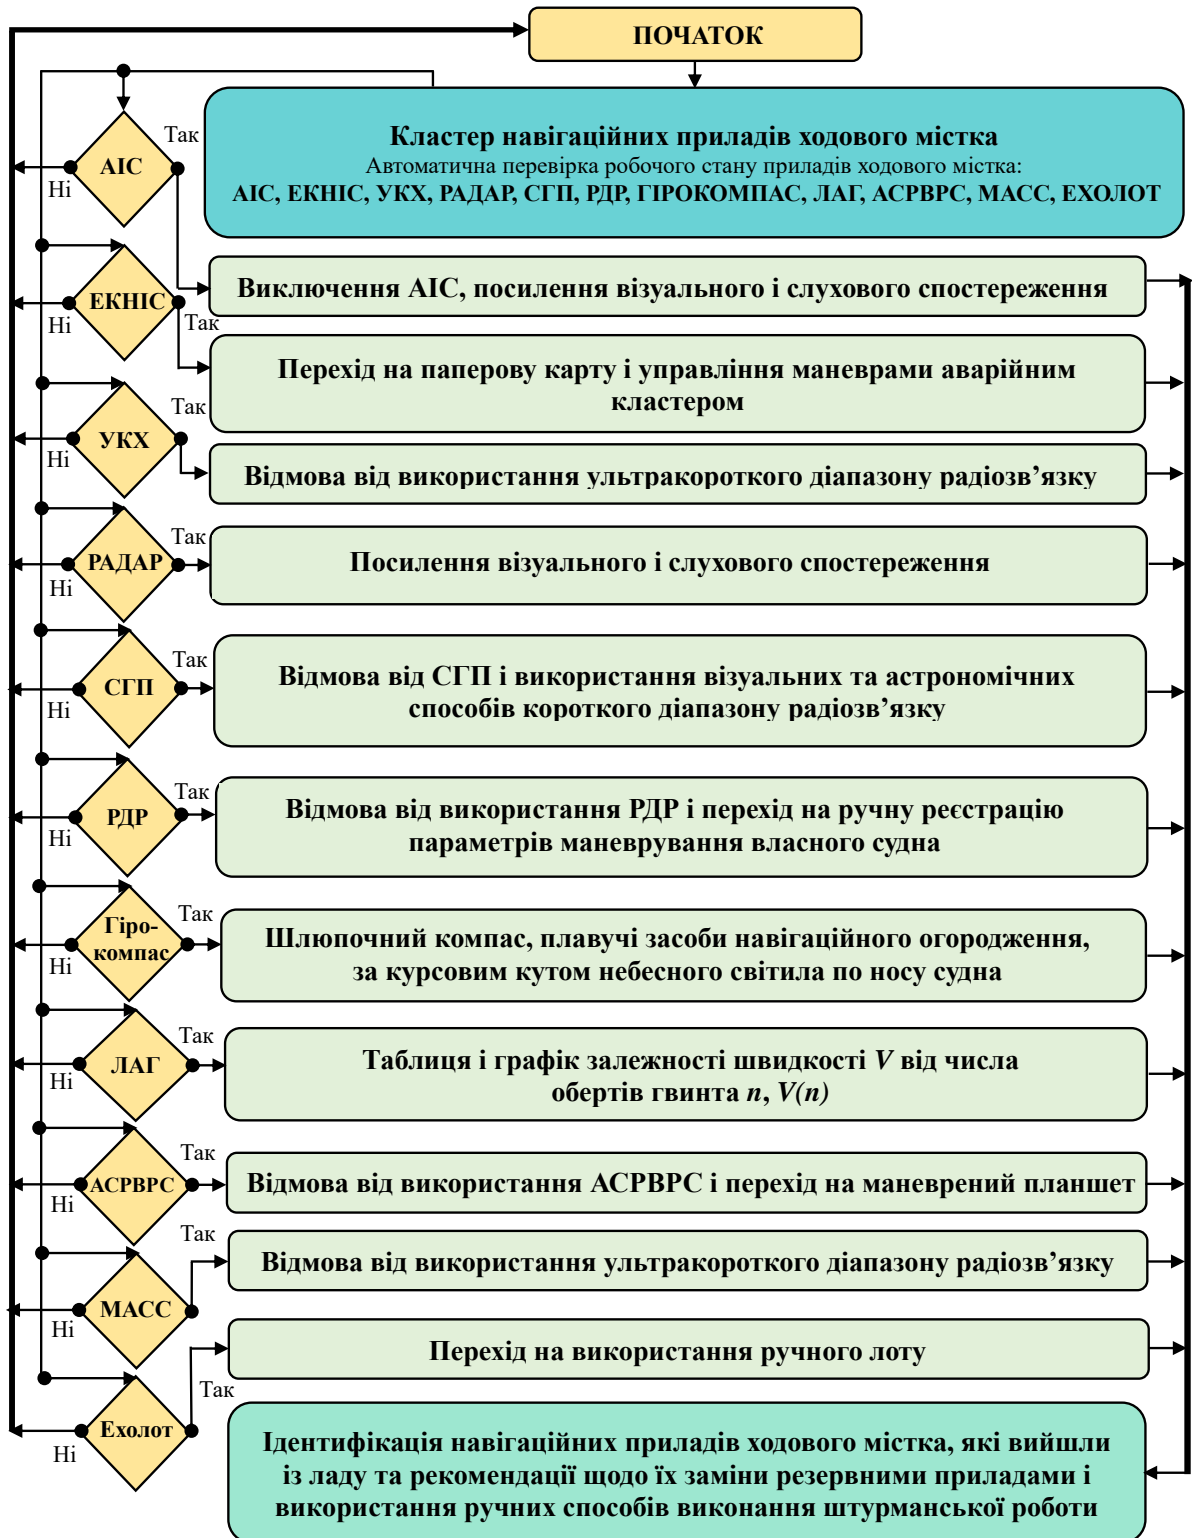 ПОЧАТОК
Кластер навігаційних приладів ходового містка
Автоматична перевірка робочого стану приладів ходового містка:
АІС, ЕКНІС, УКХ, РАДАР, СГП, РДР, ГІРОКОМПАС, ЛАГ, АСРВРС, МАСС, ЕХОЛОТ
Так
АІС
Ні
Виключення АІС, посилення візуального і слухового спостереження
ЕКНІС
Ні
Так
Перехід на паперову карту і управління маневрами аварійним
кластером
Так
УКХ
Ні
Відмова від використання ультракороткого діапазону радіозв’язку
Так
РАДАР
Ні
Посилення візуального і слухового спостереження
Так
СГП
Ні
Відмова від СГП і використання візуальних та астрономічних
способів короткого діапазону радіозв’язку
Так
РДР
Ні
Відмова від використання РДР і перехід на ручну реєстрацію
параметрів маневрування власного судна
Так
Гіро-
компас
Ні
Шлюпочний компас, плавучі засоби навігаційного огородження,
за курсовим кутом небесного світила по носу судна
Так
ЛАГ
Ні
Таблиця і графік залежності швидкості V від числа
обертів гвинта n, V(n)
Так
АСРВРС
Ні
Відмова від використання АСРВРС і перехід на маневрений планшет
Так
МАСС
Ні
Відмова від використання ультракороткого діапазону радіозв’язку
Перехід на використання ручного лоту
Так
Ехолот
Ні
Ідентифікація навігаційних приладів ходового містка, які вийшли
із ладу та рекомендації щодо їх заміни резервними приладами і
використання ручних способів виконання штурманської роботи